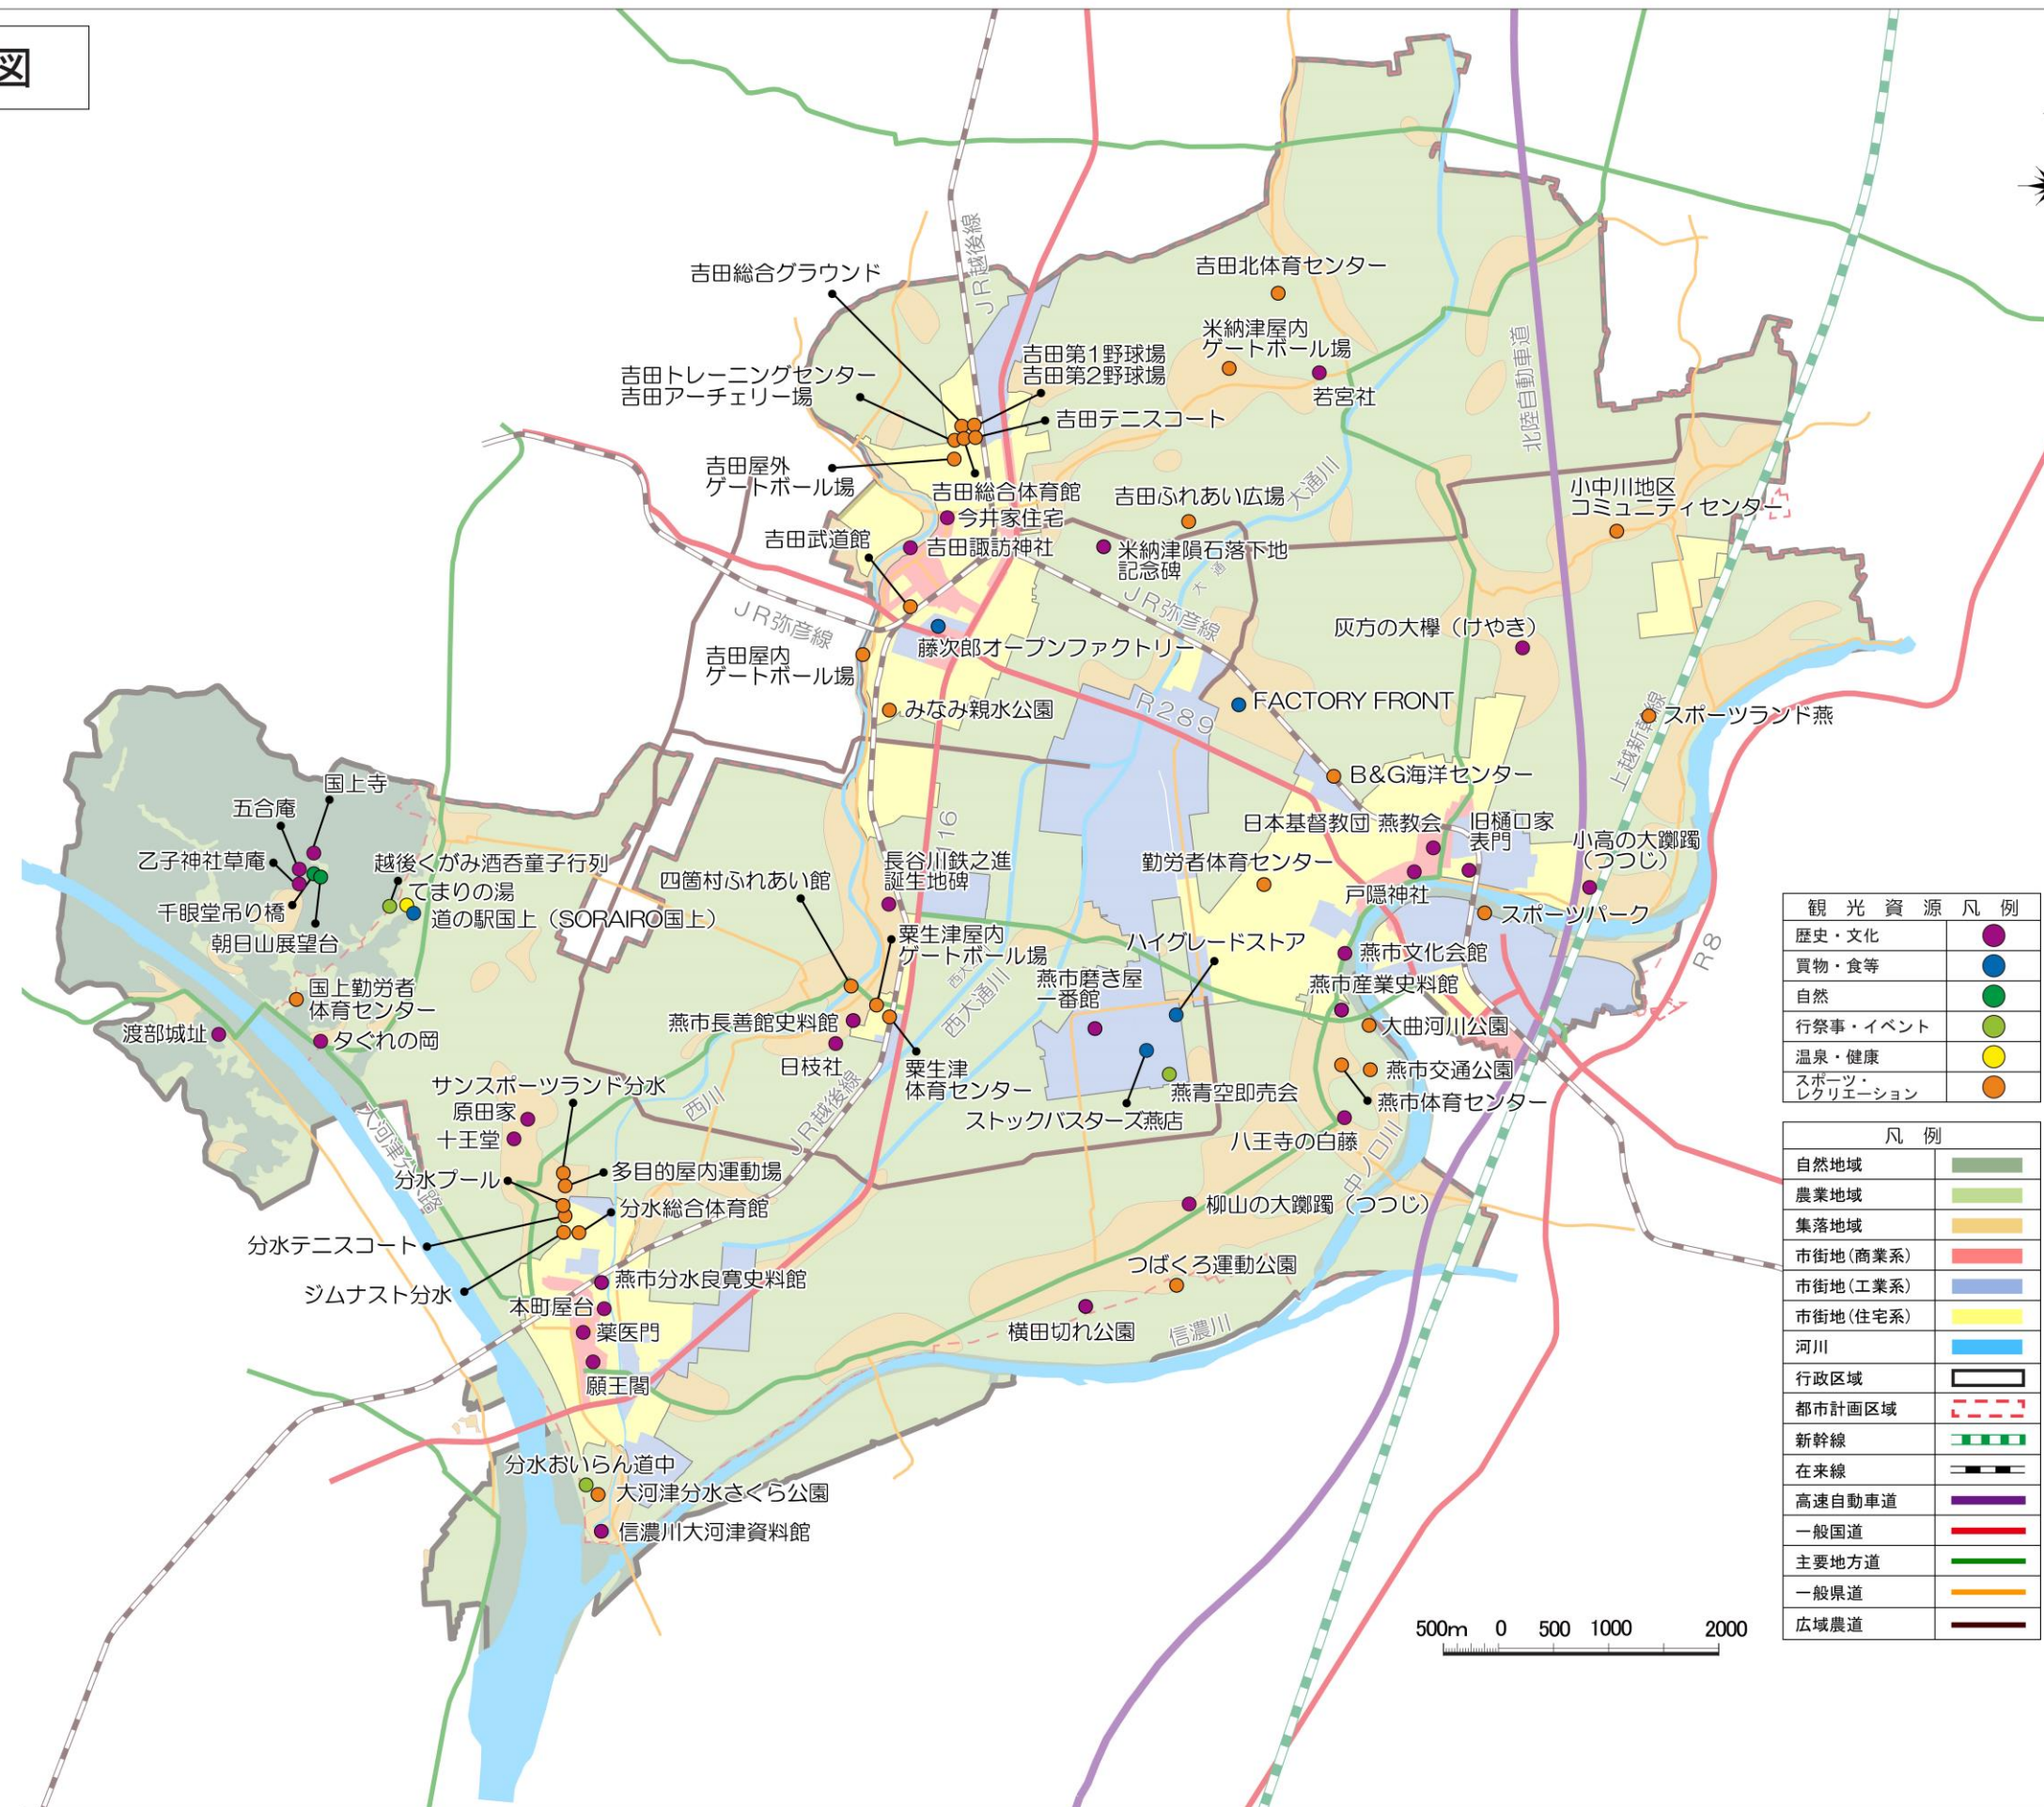 図
JR越後線
吉田総合グラウンド
吉田北体育センター
米納津屋内
ゲートボール場
若宮社
吉田第1野球場
吉田第2野球場
吉田トレーニングセンター
吉田アーチェリー場
吉田テニスコート
北陸自動車道
吉田屋外
ゲートボール場
吉田総合体育館
今井家住宅
吉田ふれあい広場
大通川
小中川地区
コミュニティセンター
吉田武道館
吉田諏訪神社
米納津隕石落下地
記念碑
大通
JR弥彦線
JR弥彦線
灰方の大欅（けやき）
藤次郎オープンファクトリー
吉田屋内
ゲートボール場
みなみ親水公園
R289
FACTORY FRONT
スポーツランド燕
上越新幹線
B&G海洋センター
国上寺
五合庵
乙子神社草庵
越後くがみ酒呑童子行列
てまりの湯
道の駅国上（SORAIRO国上）
千眼堂吊り橋
朝日山展望台
116
日本基督教団 燕教会
旧樋口家
表門
小高の大躑躅
（つつじ）
長谷川鉄之進
誕生地碑
四箇村ふれあい館
勤労者体育センター
戸隠神社
スポーツパーク
粟生津屋内
ゲートボール場
ハイグレードストア
燕市文化会館
R8
西大通川
燕市磨き屋
一番館
燕市産業史料館
国上勤労者
体育センター
渡部城址
夕ぐれの岡
燕市長善館史料館
日枝社
大曲河川公園
粟生津
体育センター
燕市交通公園
サンスポーツランド分水
原田家
十王堂
西川
JR越後線
ストックバスターズ燕店
燕青空即売会
燕市体育センター
八王寺の白藤
中ノ口川
分水プール
多目的屋内運動場
分水総合体育館
柳山の大躑躅（つつじ）
分水テニスコート
ジムナスト分水
つばくろ運動公園
燕市分水良寛史料館
本町屋台
薬医門
横田切れ公園
信濃川
願王閣
分水おいらん道中
大河津分水さくら公園
信濃川大河津資料館
観光資源凡例
歴史・文化
買物・食等
自然
行祭事・イベント
温泉・健康
スポーツ・
レクリエーション
凡例
自然地域
農業地域
集落地域
市街地(商業系)
市街地(工業系)
市街地(住宅系)
河川
行政区域
都市計画区域
新幹線
在来線
高速自動車道
一般国道
主要地方道
一般県道
広域農道
500m 0 500 1000 2000